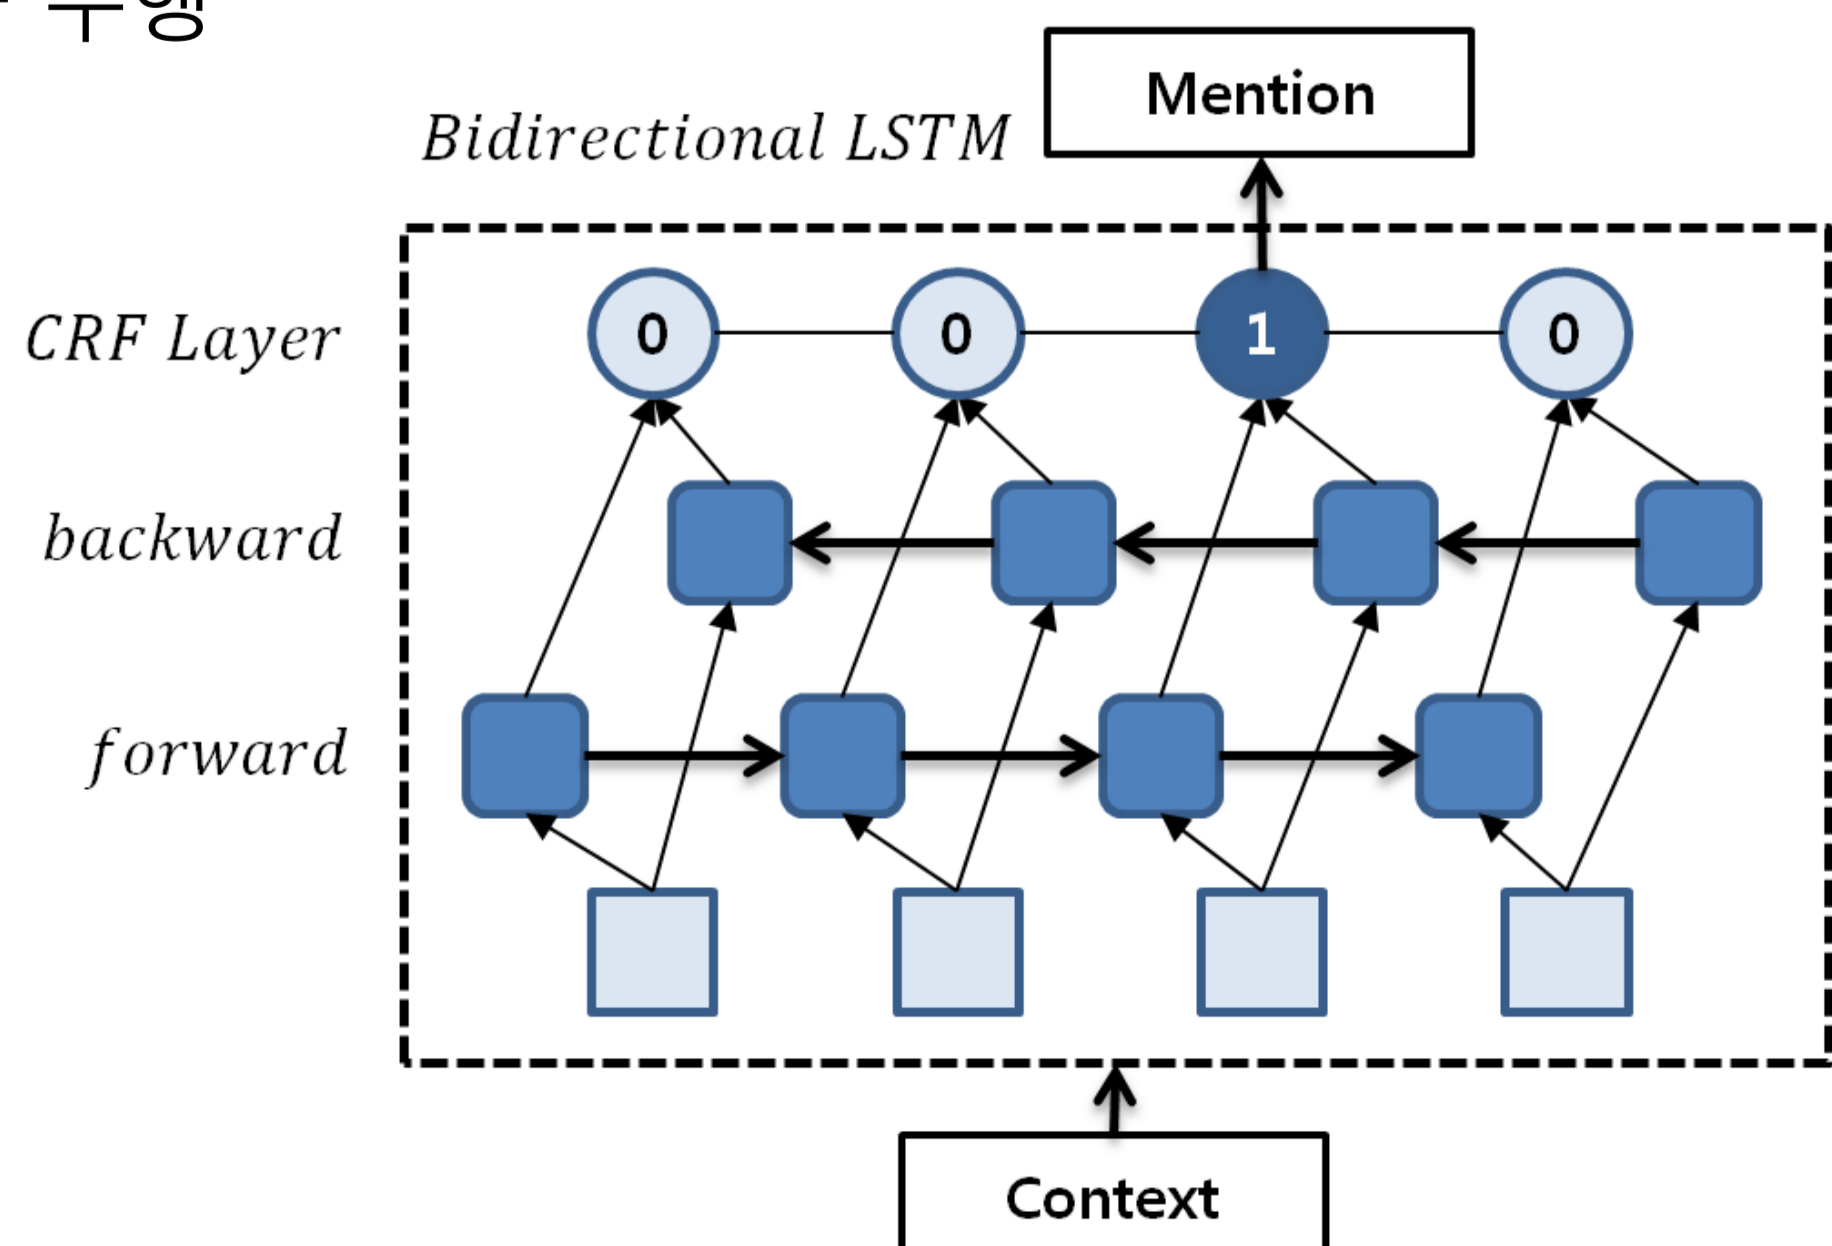 Mention
Bidirectional LSTM
CRF Layer
0 0 1 0
backward
forward
Context